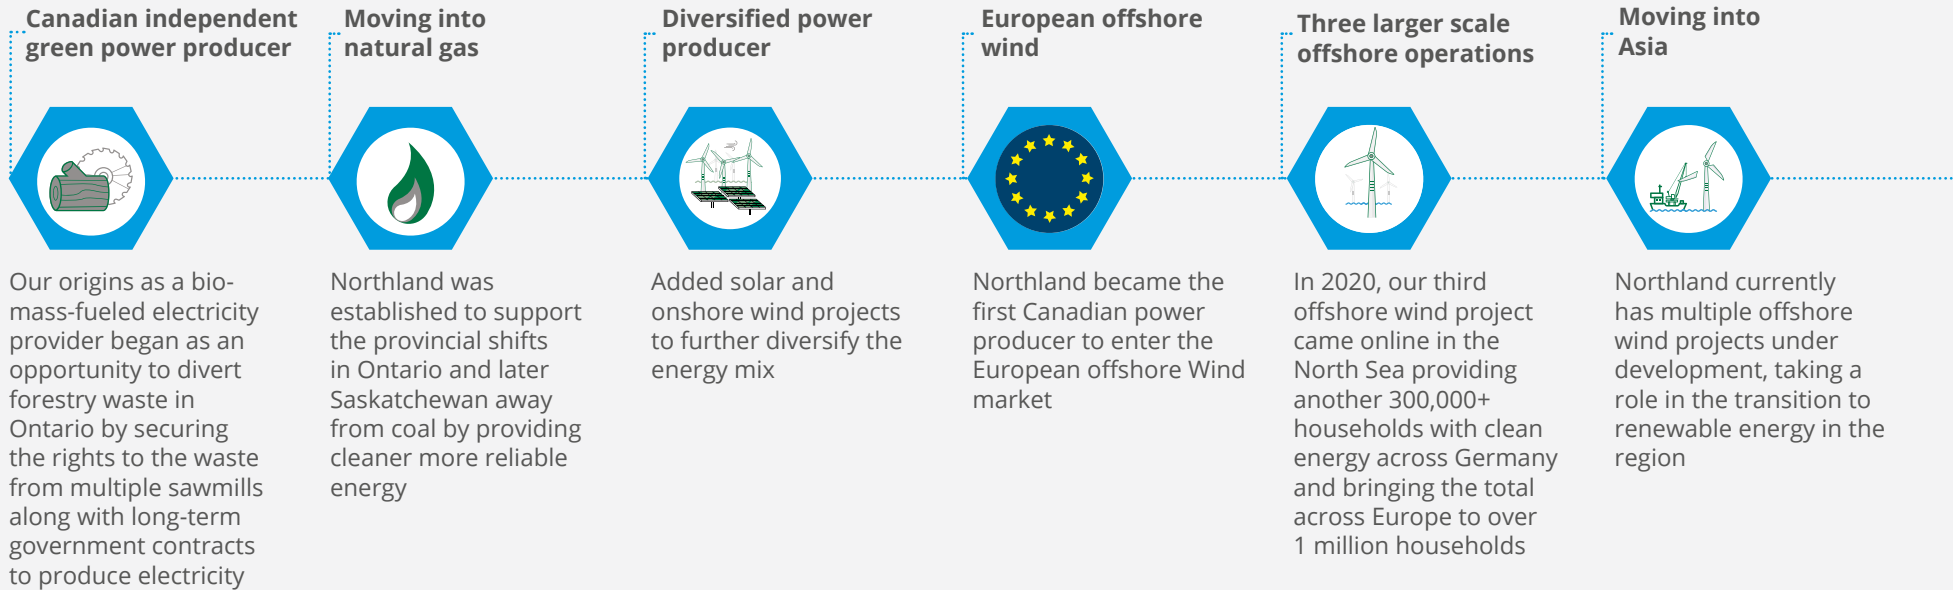 Canadian independent
green power producer
Our origins as a bio-
mass-fueled electricity
provider began as an
opportunity to divert
forestry waste in
Ontario by securing
the rights to the waste
from multiple sawmills
along with long-term
government contracts
to produce electricity
Moving into
natural gas
Northland was
established to support
the provincial shifts
in Ontario and later
Saskatchewan away
from coal by providing
cleaner more reliable
energy
Diversified power
producer
Added solar and
onshore wind projects
to further diversify the
energy mix
European offshore
wind
Northland became the
first Canadian power
producer to enter the
European offshore Wind
market
Three larger scale
offshore operations
In 2020, our third
offshore wind project
came online in the
North Sea providing
another 300,000+
households with clean
energy across Germany
and bringing the total
across Europe to over
1 million households
Moving into
Asia
Northland currently
has multiple offshore
wind projects under
development, taking a
role in the transition to
renewable energy in the
region